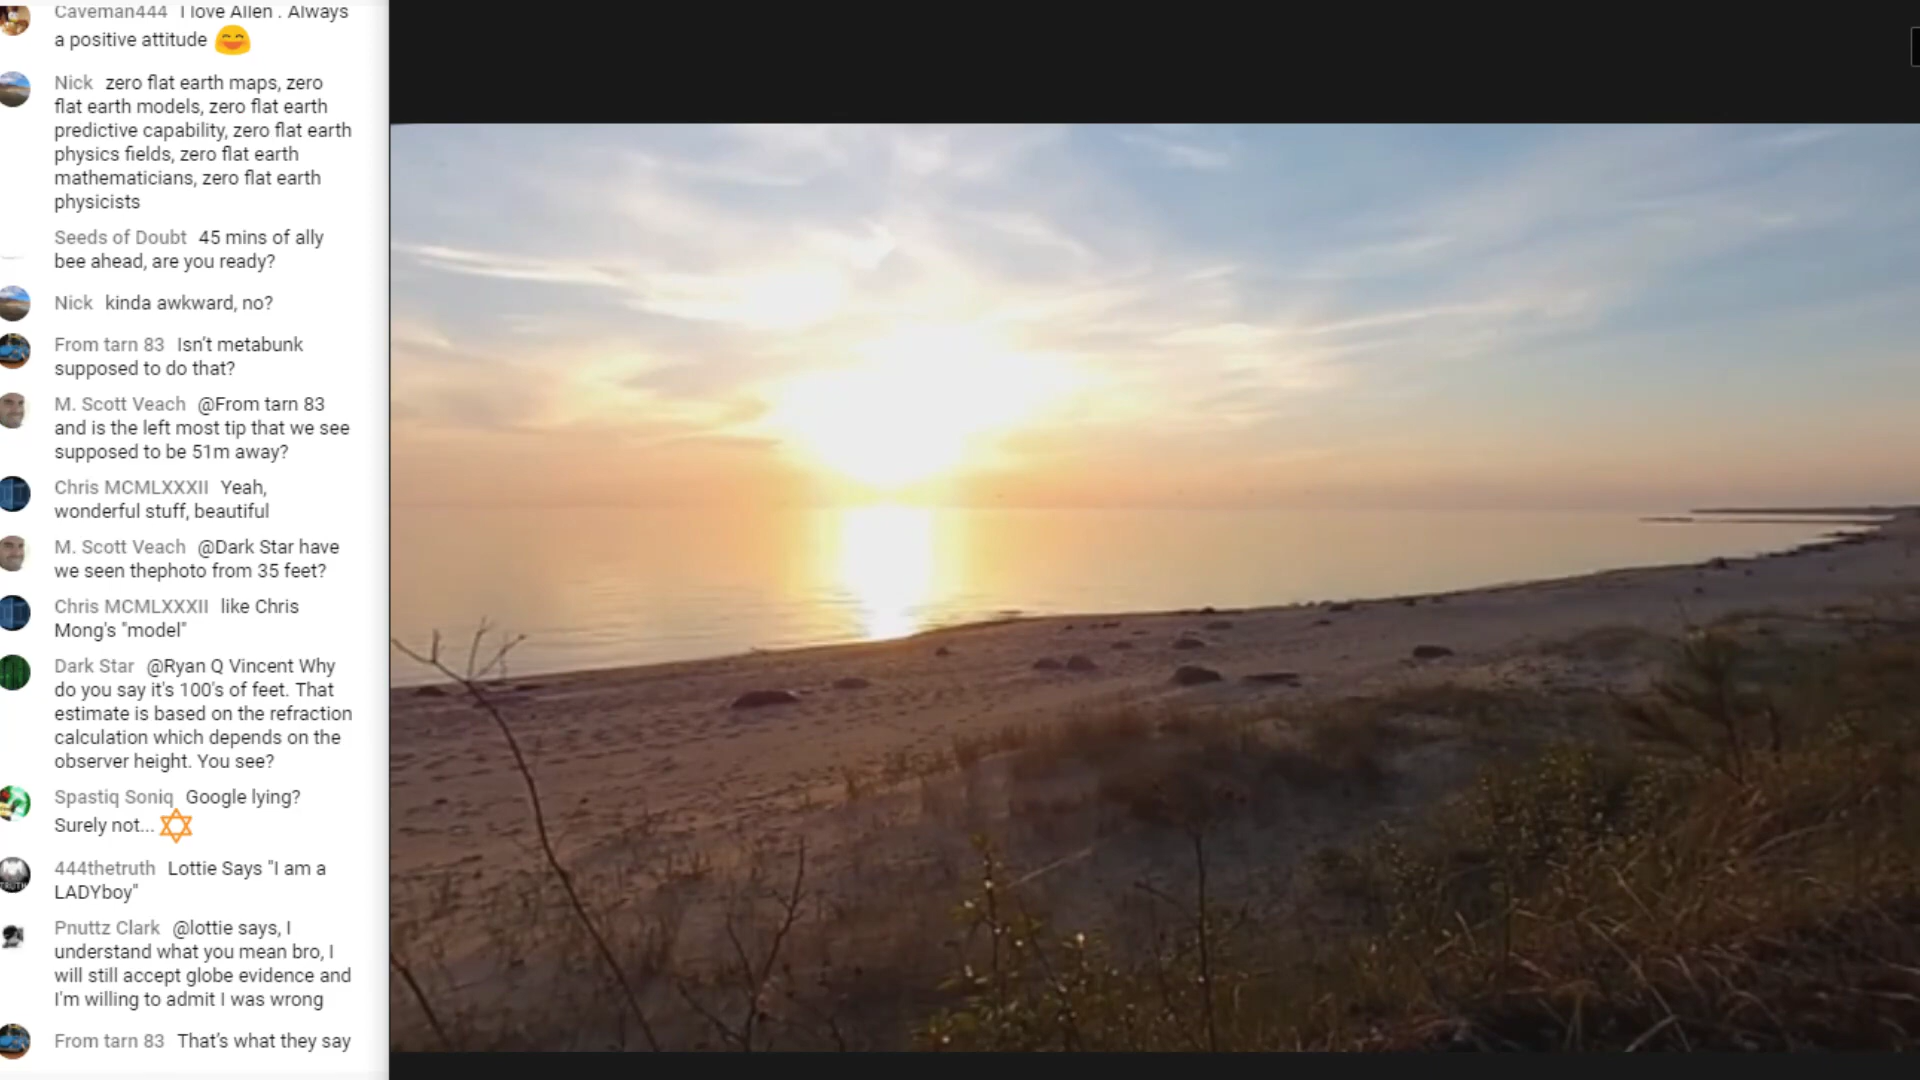 Caveman444 I love Allen . Always
a positive attitude
Nick zero flat earth maps, zero
flat earth models, zero flat earth
predictive capability, zero flat earth
physics fields, zero flat earth
mathematicians, zero flat earth
physicists
Seeds of Doubt 45 mins of ally
bee ahead, are you ready?
Nick kinda awkward, no?
From tarn 83 Isn't metabunk
supposed to do that?
M. Scott Veach @From tarn 83
and is the left most tip that we see
supposed to be 51m away?
Chris MCMLXXXII Yeah,
wonderful stuff, beautiful
M. Scott Veach @Dark Star have
we seen thephoto from 35 feet?
Chris MCMLXXXII like Chris
Mong's "model"
Dark Star @Ryan Q Vincent Why
do you say it's 100's of feet. That
estimate is based on the refraction
calculation which depends on the
observer height. You see?
Spastiq Soniq Google lying?
Surely not...
444thetruth Lottie Says "I am a
LADYboy"
Pnuttz Clark @lottie says, I
understand what you mean bro, I
will still accept globe evidence and
I'm willing to admit I was wrong
From tarn 83 That's what they say